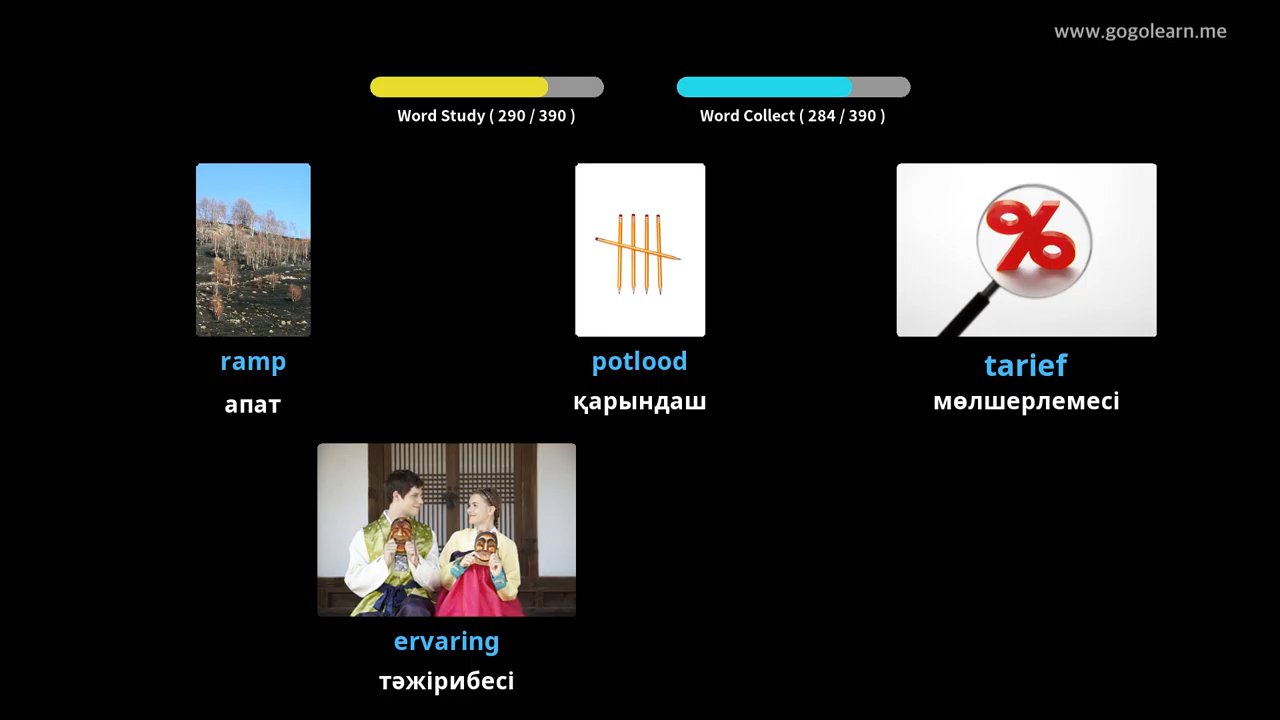 www.gogolearn.me
Word Study ( 290 / 390 )
Word Collect ( 284 / 390 )
ramp
апат
potlood
қарындаш
tarief
мөлшерлемесі
ervaring
тәжірибесі